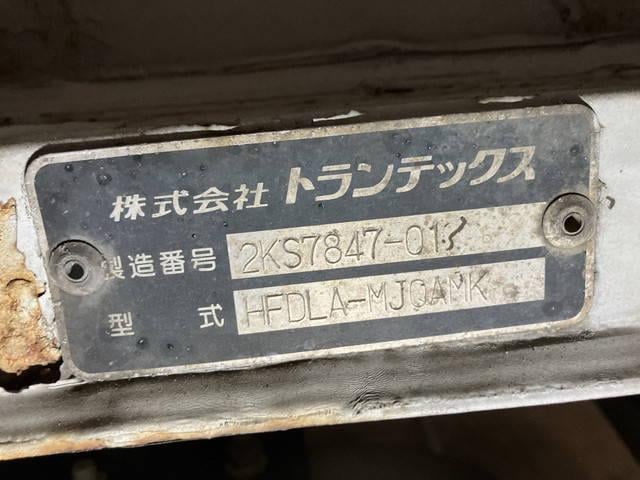 株式会社 トランテックス
製造番号 2KS7847-013
型式 HFDLA-MJQAMK